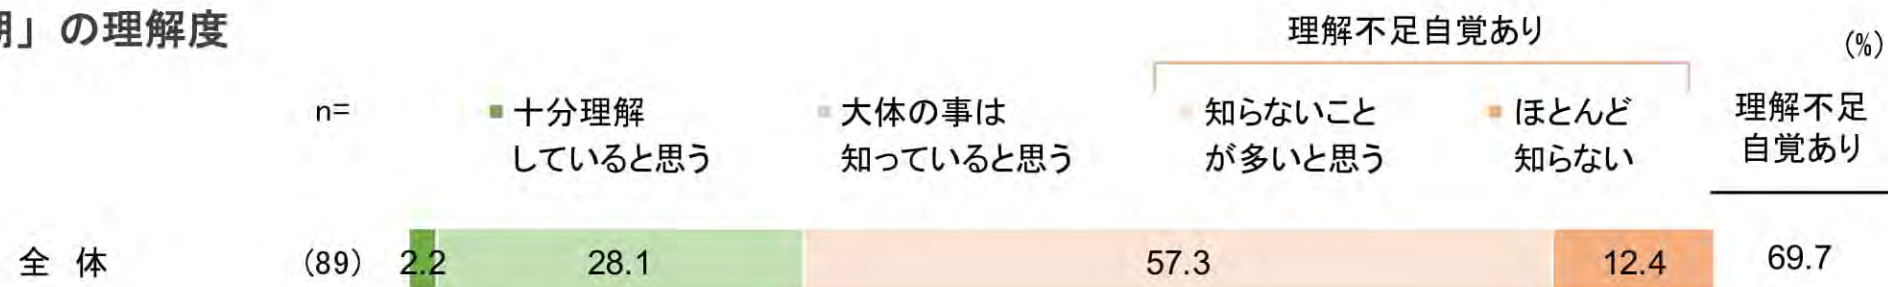 」の理解度
理解不足自覚あり
(%)
n=
十分理解
していると思う
大体の事は
知っていると思う
知らないこと
が多いと思う
ほとんど
知らない
理解不足
自覚あり
全 体 (89) 2.2 28.1 57.3 12.4 69.7